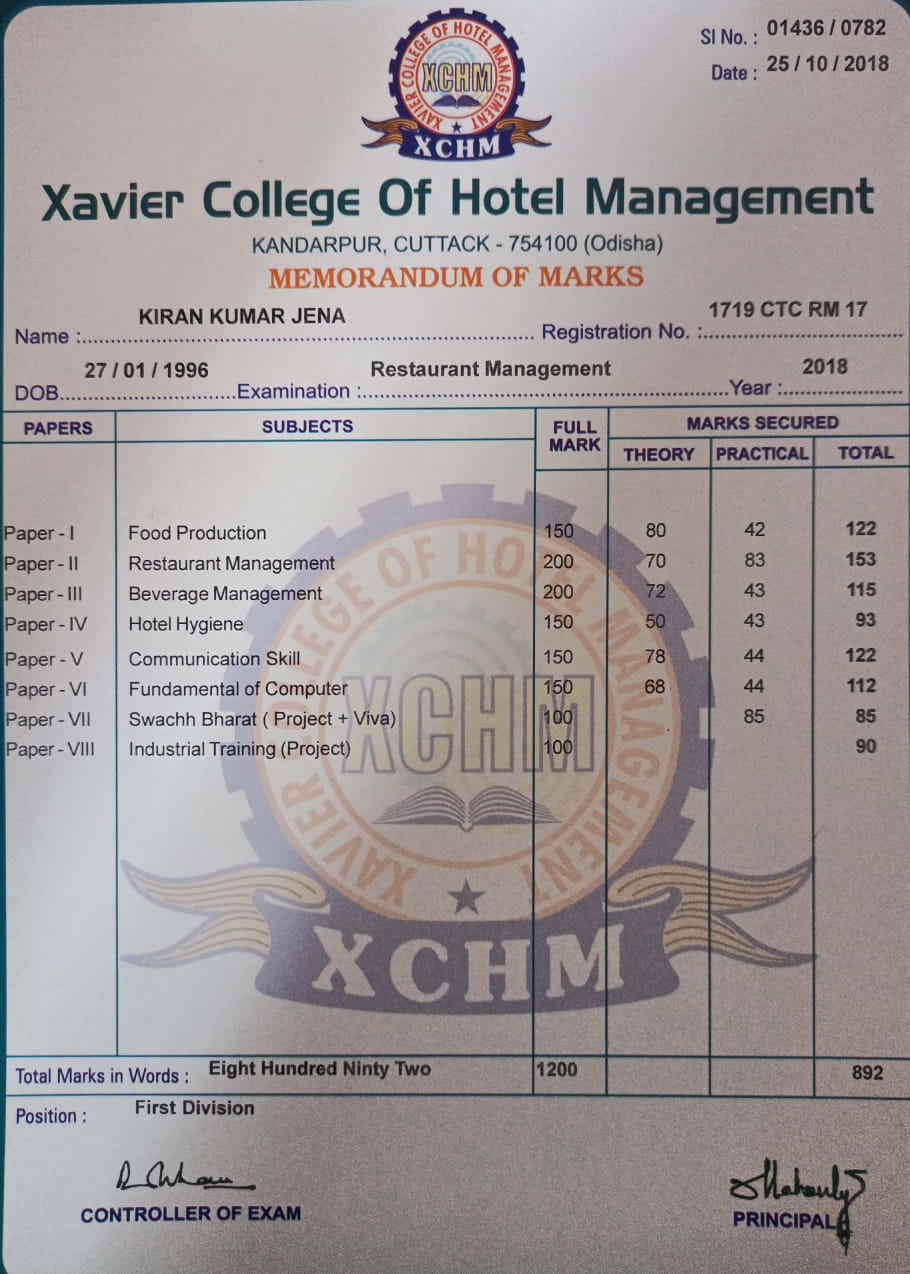 XAVIER COLLEGE OF HOTEL MANAGEMENT
XCHM
XCHM
Sl No. : 01436 / 0782
Date : 25 / 10 / 2018
Xavier College Of Hotel Management
KANDARPUR, CUTTACK - 754100 (Odisha)
MEMORANDUM OF MARKS
Name : KIRAN KUMAR JENA Registration No. : 1719 CTC RM 17
DOB 27 / 01 / 1996 Examination : Restaurant Management Year : 2018
PAPERS SUBJECTS FULL MARK MARKS SECURED
THEORY PRACTICAL TOTAL
Paper - I Food Production 150 80 42 122
Paper - II Restaurant Management 200 70 83 153
Paper - III Beverage Management 200 72 43 115
Paper - IV Hotel Hygiene 150 50 43 93
Paper - V Communication Skill 150 78 44 122
Paper - VI Fundamental of Computer 150 68 44 112
Paper - VII Swachh Bharat ( Project + Viva) 100 85 85
Paper - VIII Industrial Training (Project) 100 90
XAVIER COLLEGE OF HOTEL MANAGEMENT
XCHM
XCHM
Total Marks in Words : Eight Hundred Ninty Two 1200 892
Position : First Division
CONTROLLER OF EXAM
PRINCIPAL